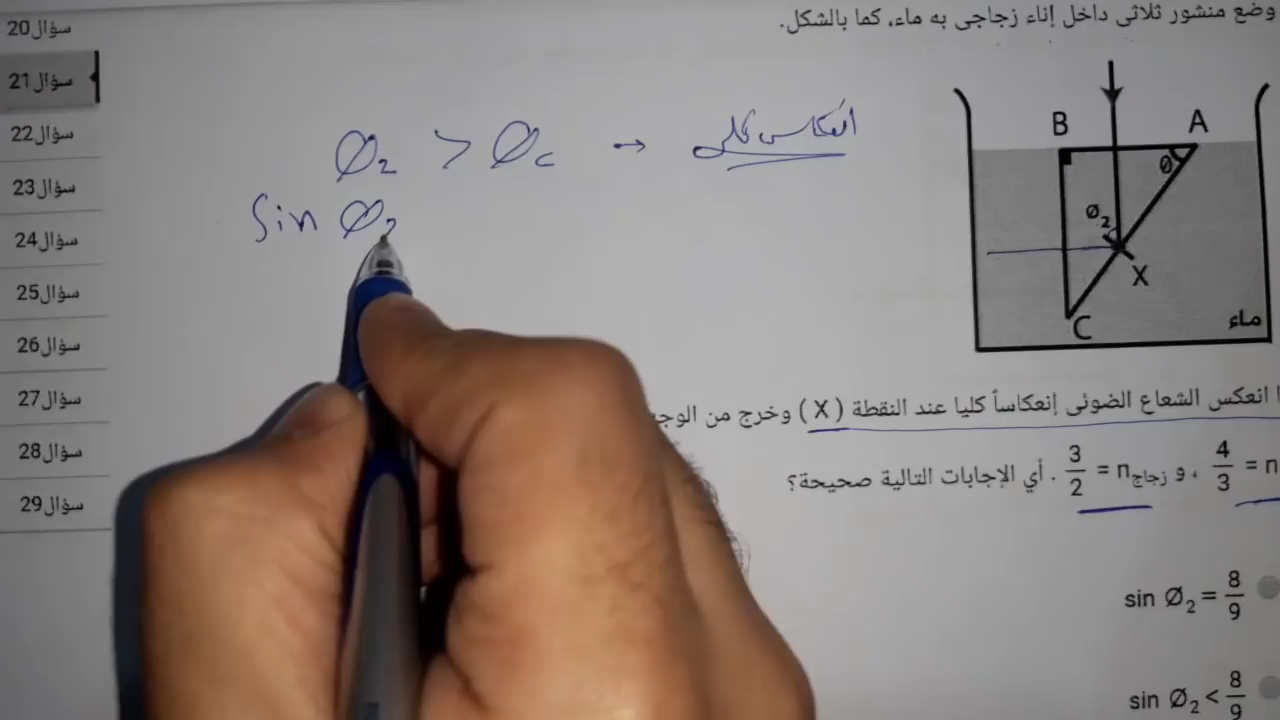 وضع منشور ثلاثى داخل إناء زجاجى به ماء، كما بالشكل.
سؤال20
سؤال21
سؤال22
سؤال23
سؤال24
سؤال25
سؤال26
سؤال27
سؤال28
سؤال29
Ø₂ > Øc → انعكاس كلى
Sin Ø₂
B A
θ
Ø₂
X
C
ماء
انعكس الشعاع الضوئى إنعكاساً كليا عند النقطة ( X ) وخرج من
n = 4/3 ، و n زجاج = 3/2 . أي الإجابات التالية صحيحة؟
sin Ø₂ = 8/9
sin Ø₂ < 8/9